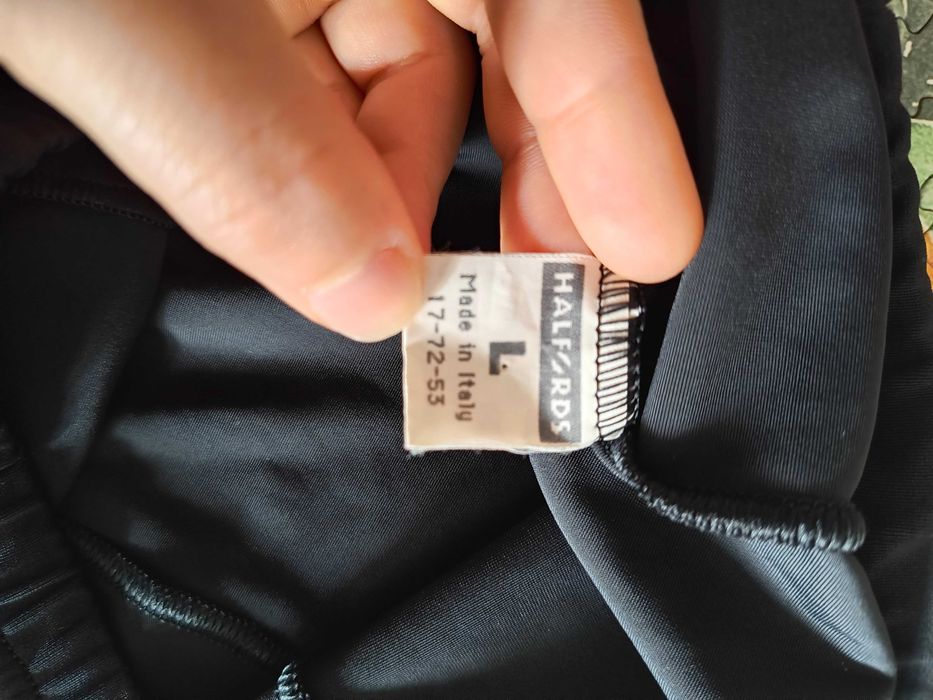 HALFORDS
L
Made in Italy
17-72-53